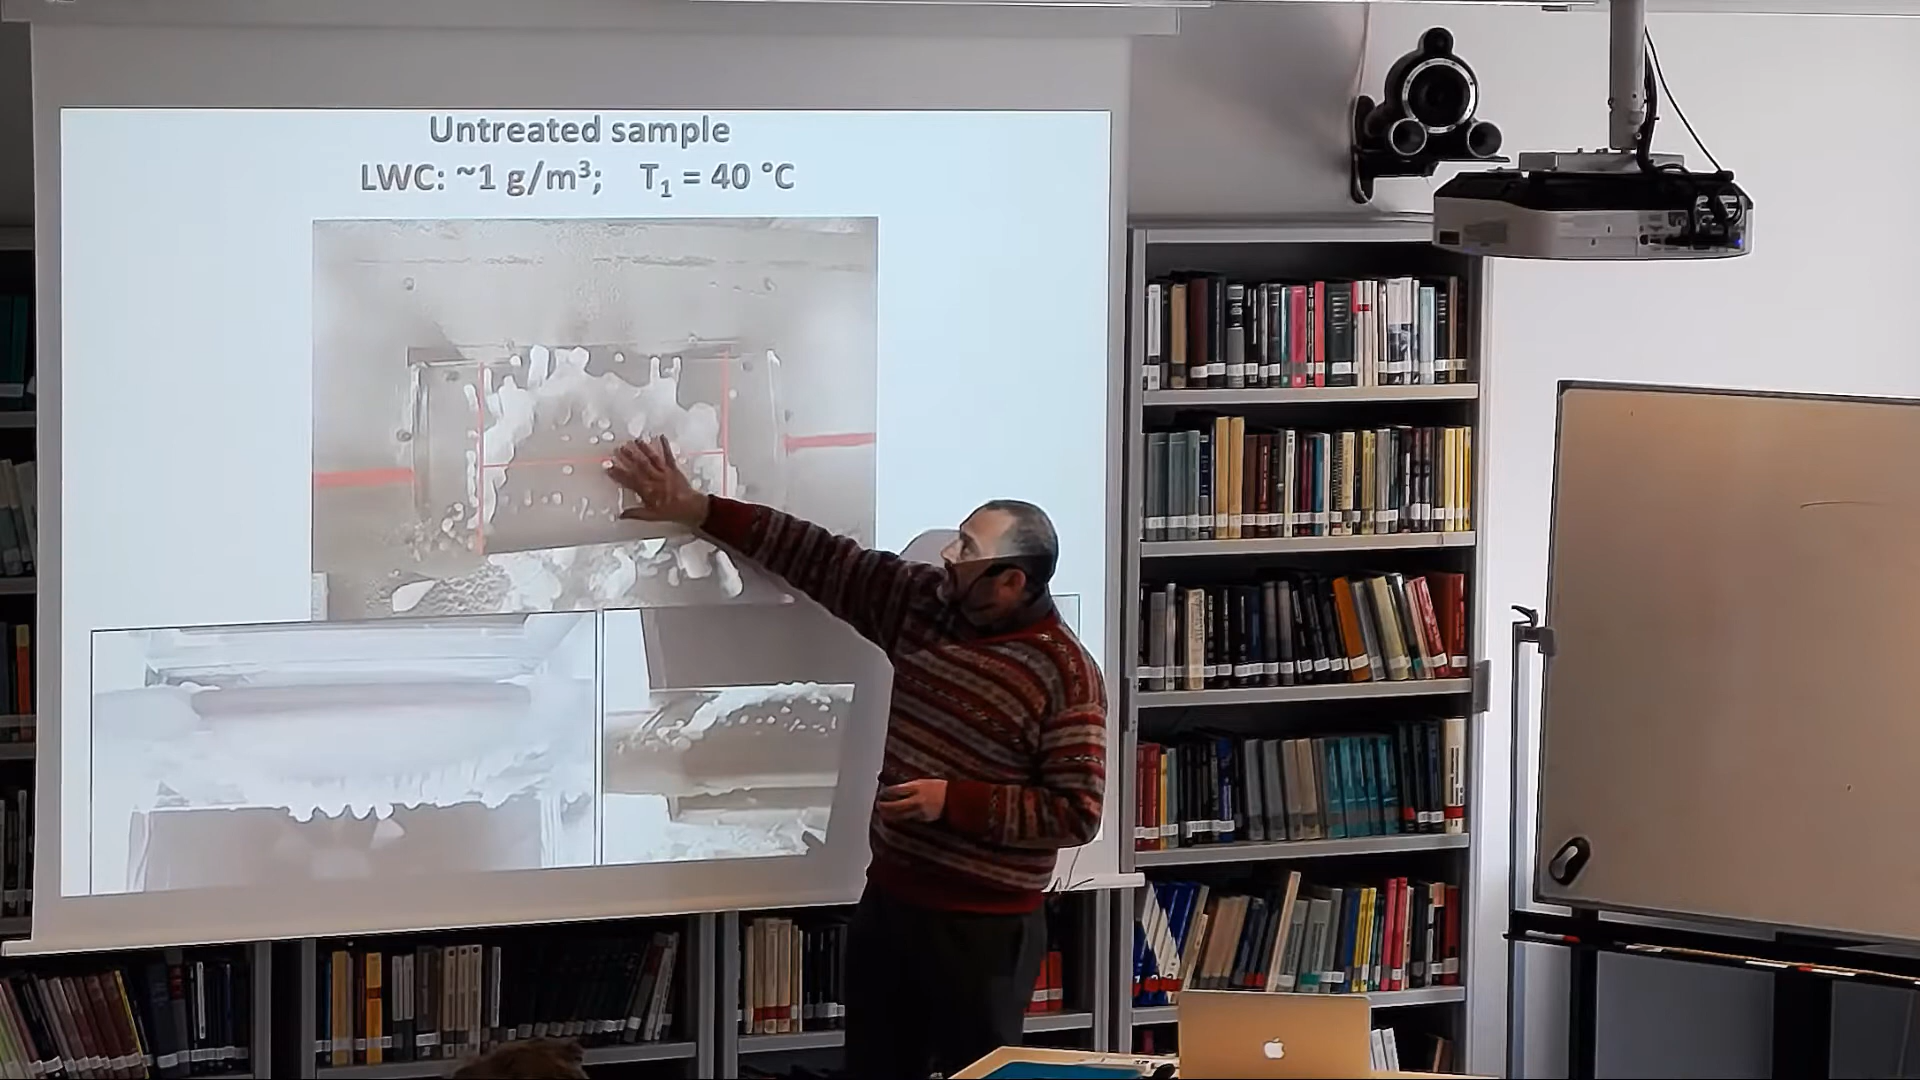 Untreated sample
LWC: ~1 g/m³; T₁ = 40 °C